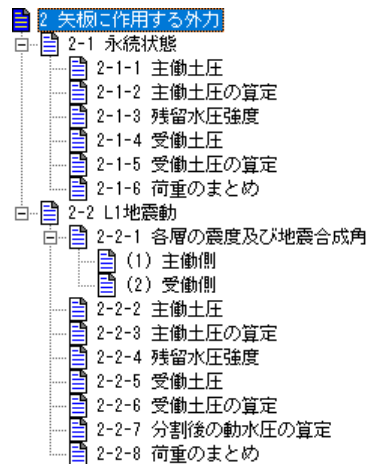 2 矢板に作用する外力
2-1 永続状態
2-1-1 主働土圧
2-1-2 主働土圧の算定
2-1-3 残留水圧強度
2-1-4 受働土圧
2-1-5 受働土圧の算定
2-1-6 荷重のまとめ
2-2 L1地震動
2-2-1 各層の震度及び地震合成角
(1) 主働側
(2) 受働側
2-2-2 主働土圧
2-2-3 主働土圧の算定
2-2-4 残留水圧強度
2-2-5 受働土圧
2-2-6 受働土圧の算定
2-2-7 分割後の動水圧の算定
2-2-8 荷重のまとめ